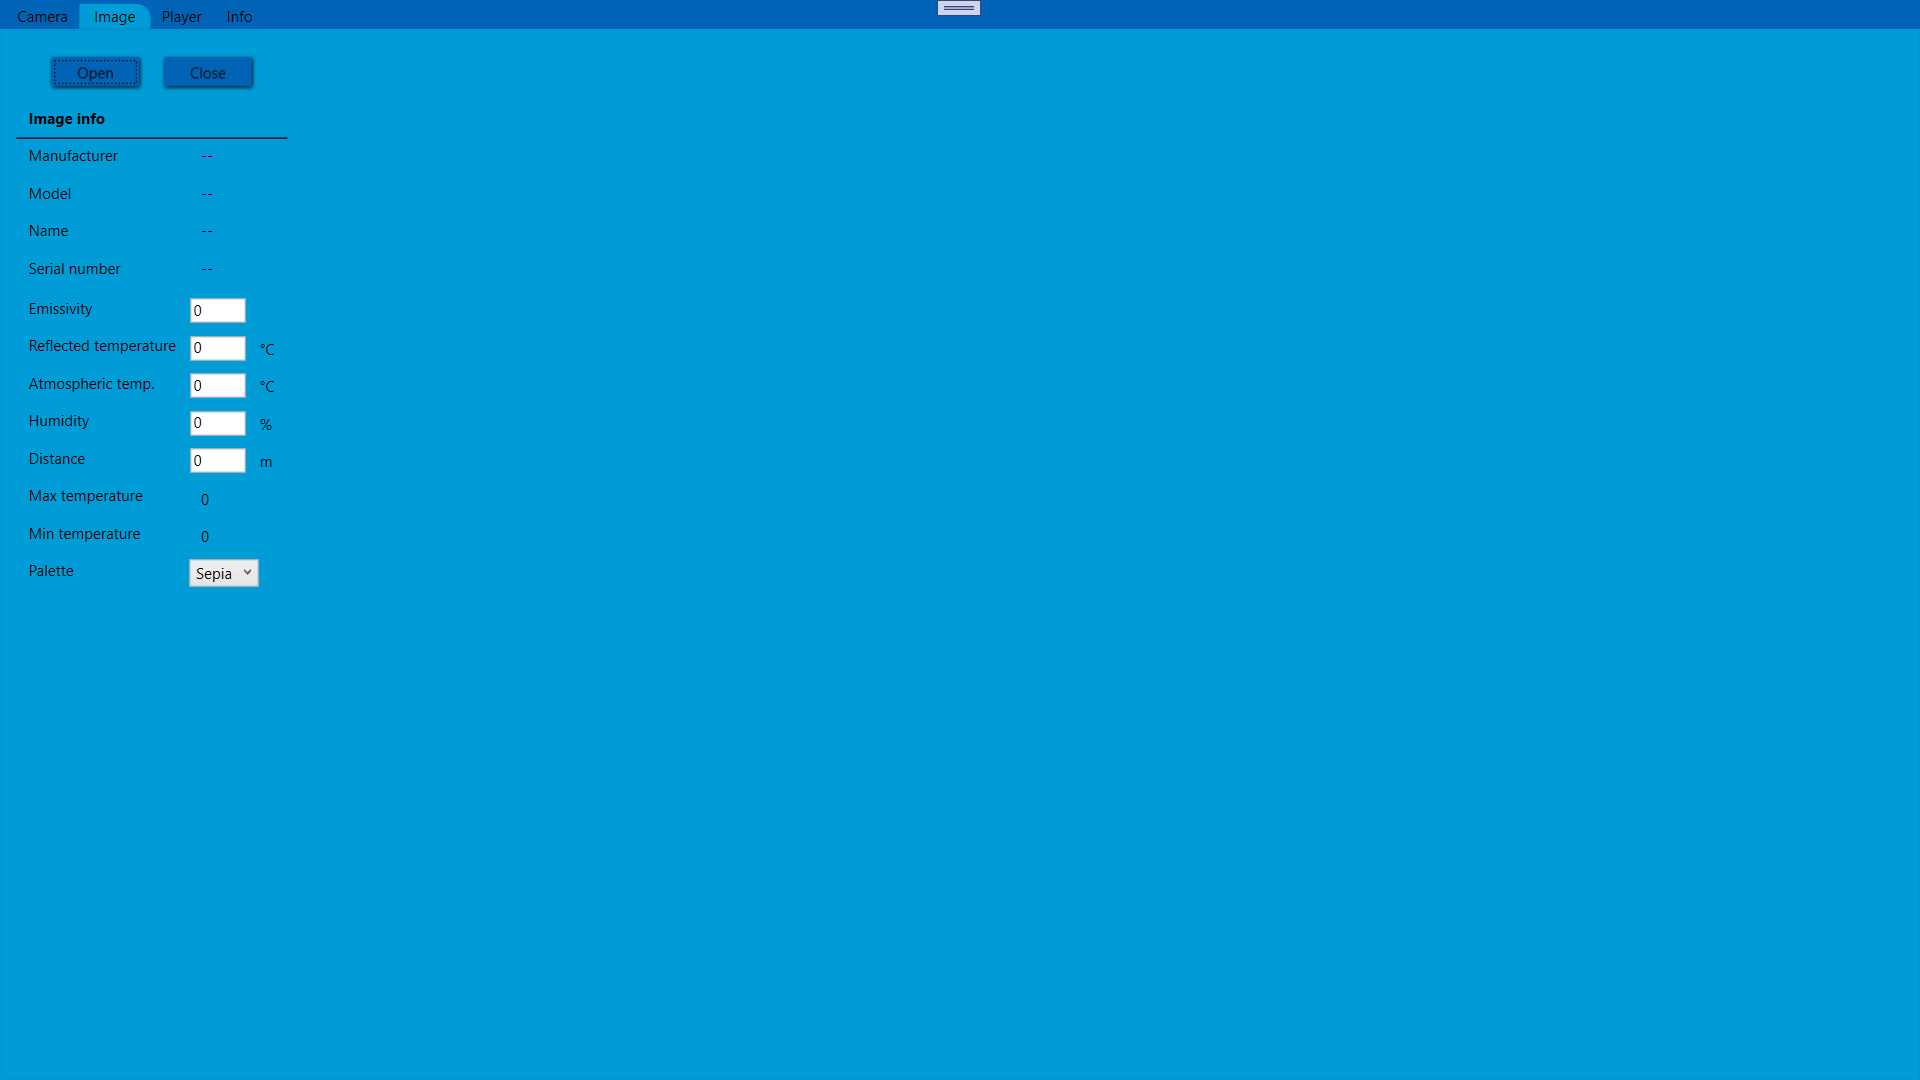 Camera Image Player Info
Open Close
Image info
Manufacturer --
Model --
Name --
Serial number --
Emissivity 0
Reflected temperature 0 °C
Atmospheric temp. 0 °C
Humidity 0 %
Distance 0 m
Max temperature 0
Min temperature 0
Palette Sepia